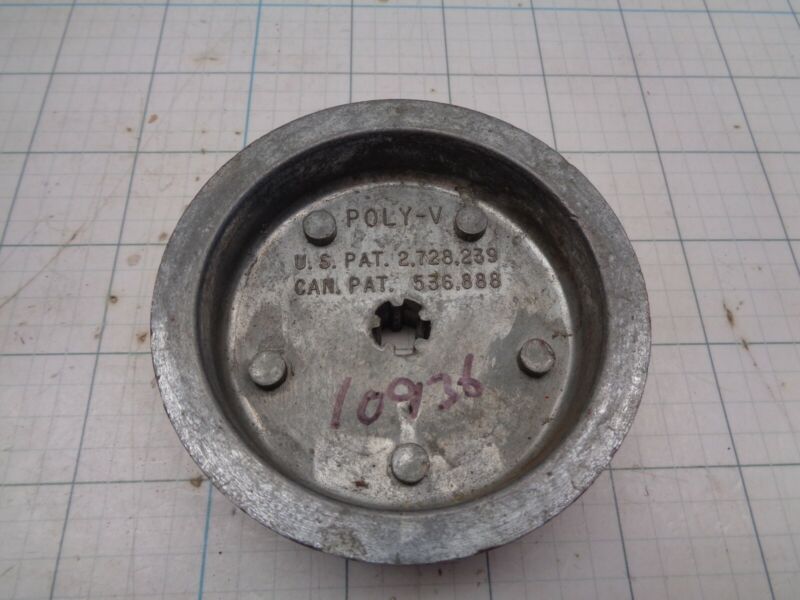 POLY-V
U. S. PAT. 2,728,239
CAN. PAT. 536,888
10936